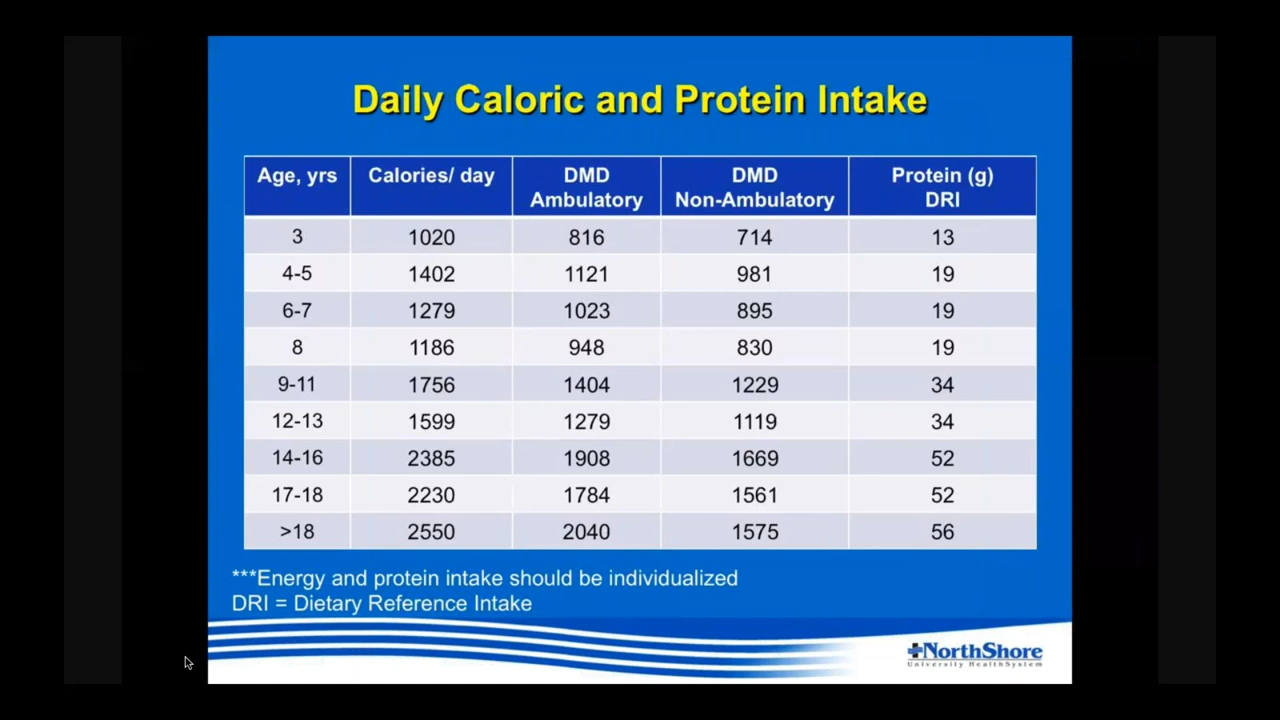 Daily Caloric and Protein Intake
Age, yrs Calories/ day DMD Ambulatory DMD Non-Ambulatory Protein (g) DRI
3 1020 816 714 13
4-5 1402 1121 981 19
6-7 1279 1023 895 19
8 1186 948 830 19
9-11 1756 1404 1229 34
12-13 1599 1279 1119 34
14-16 2385 1908 1669 52
17-18 2230 1784 1561 52
>18 2550 2040 1575 56
***Energy and protein intake should be individualized
DRI = Dietary Reference Intake
NorthShore
University HealthSystem